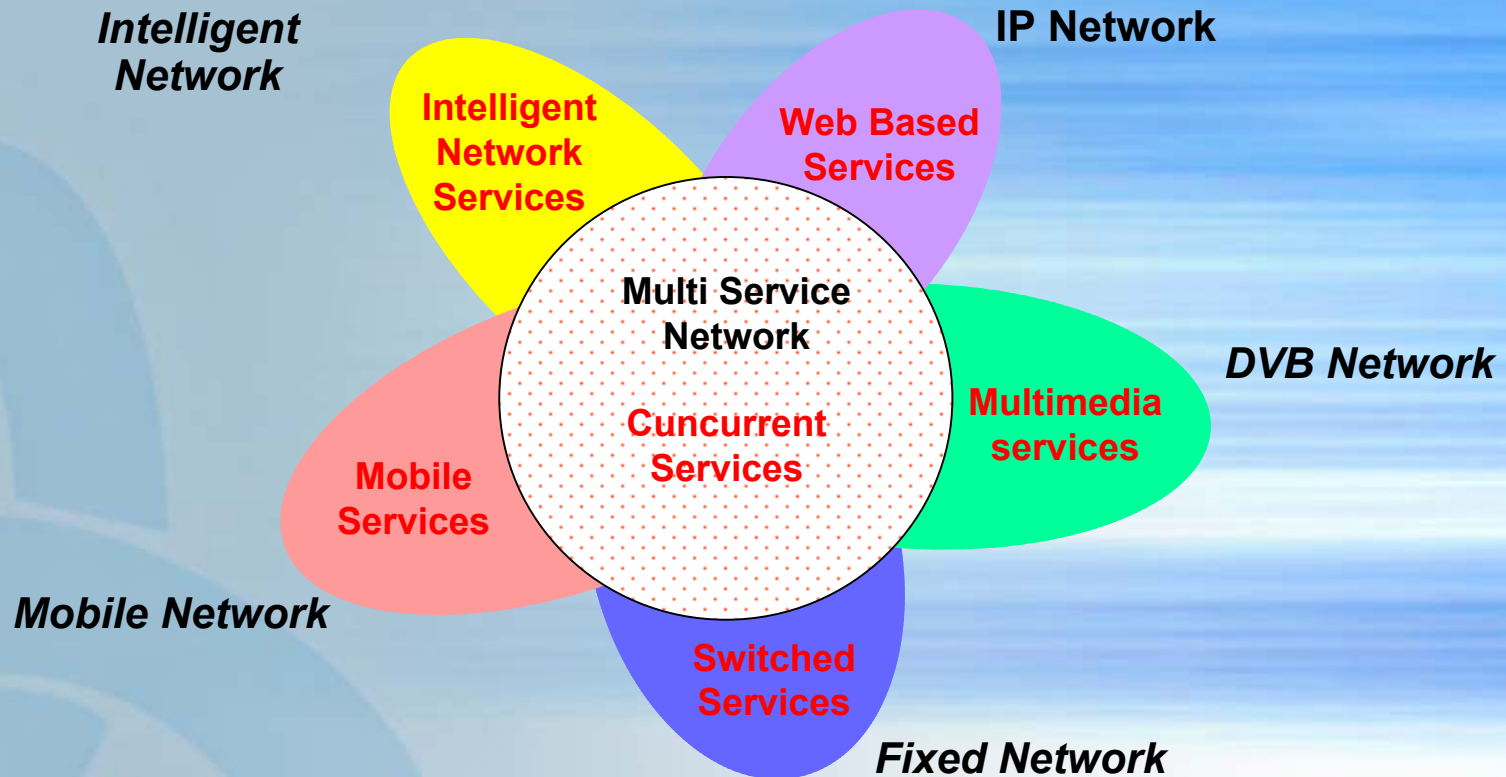 Intelligent
Network
IP Network
Intelligent
Network
Services
Web Based
Services
Multi Service
Network
Cuncurrent
Services
DVB Network
Multimedia
services
Mobile
Services
Mobile Network
Switched
Services
Fixed Network